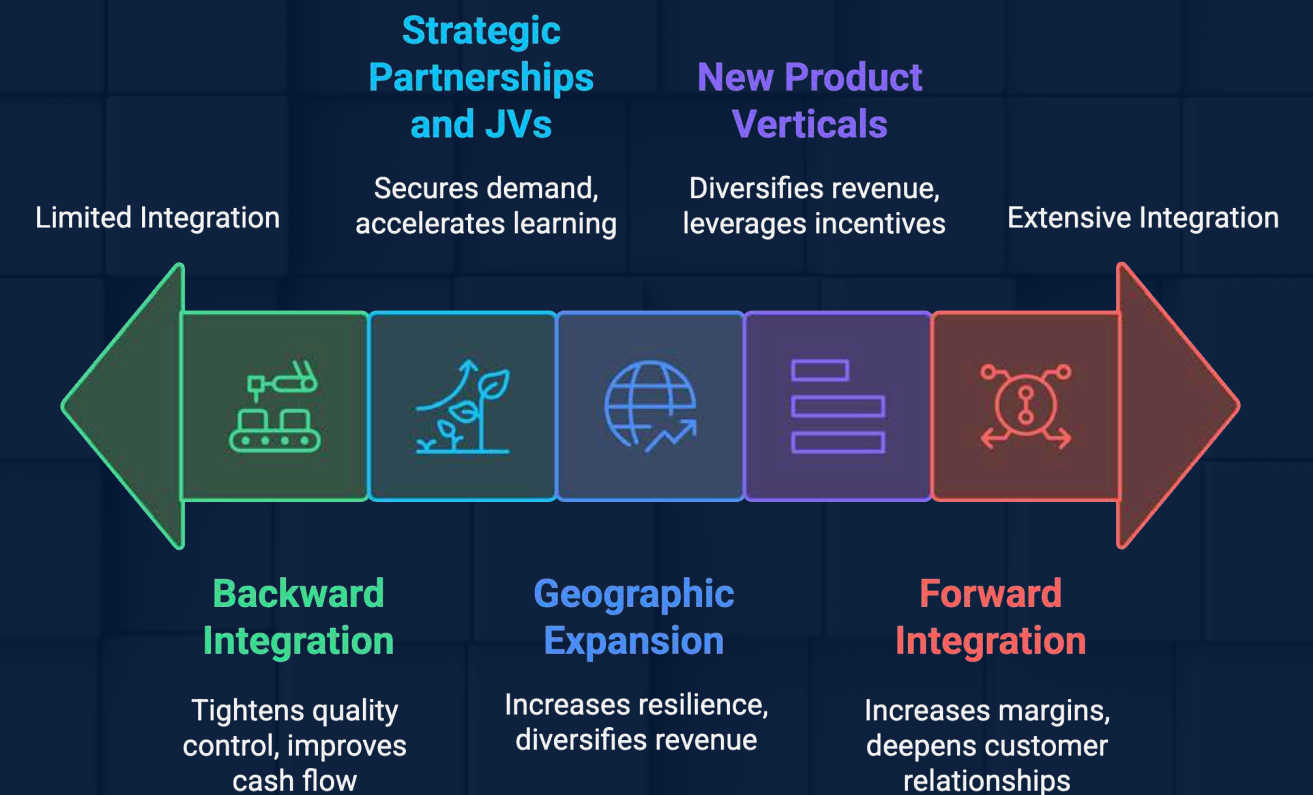 Strategic
Partnerships
and JVs
New Product
Verticals
Secures demand,
accelerates learning
Diversifies revenue,
leverages incentives
Limited Integration
Extensive Integration
Backward
Integration
Geographic
Expansion
Forward
Integration
Tightens quality
control, improves
cash flow
Increases resilience,
diversifies revenue
Increases margins,
deepens customer
relationships